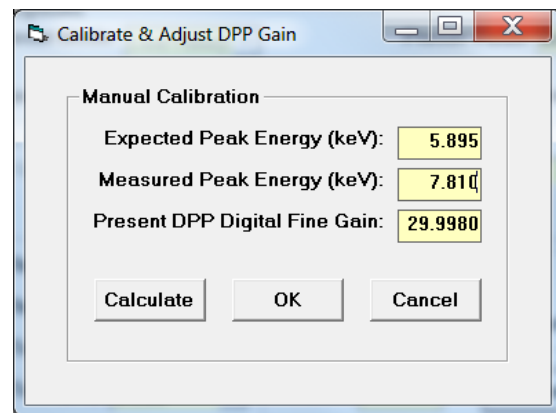 Calibrate & Adjust DPP Gain
Manual Calibration
Expected Peak Energy (keV): 5.895
Measured Peak Energy (keV): 7.810
Present DPP Digital Fine Gain: 29.9980
Calculate OK Cancel